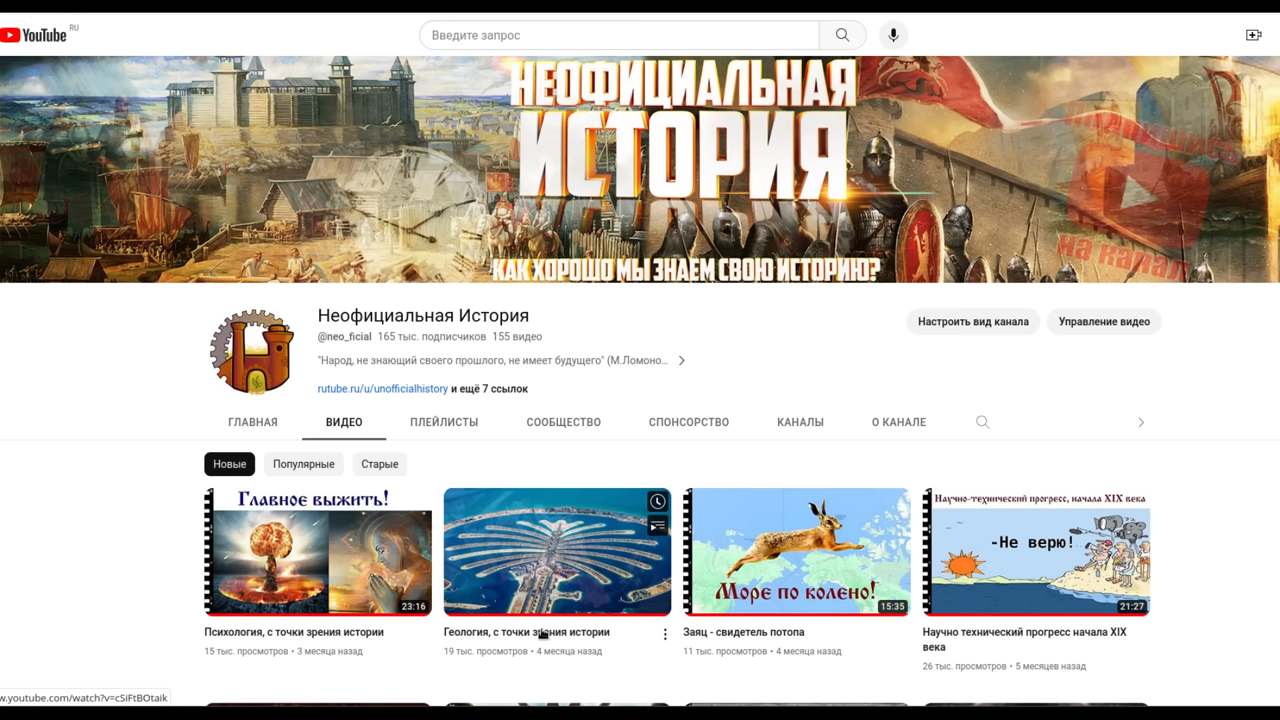 YouTube RU
Введите запрос
НЕОФИЦИАЛЬНАЯ
ИСТОРИЯ
КАК ХОРОШО МЫ ЗНАЕМ СВОЮ ИСТОРИЮ?
на канал
Неофициальная История
@neo_ficial 165 тыс. подписчиков 155 видео
Настроить вид канала
Управление видео
"Народ, не знающий своего прошлого, не имеет будущего" (М.Ломоно...
rutube.ru/u/unofficialhistory и ещё 7 ссылок
ГЛАВНАЯ ВИДЕО ПЛЕЙЛИСТЫ СООБЩЕСТВО СПОНСОРСТВО КАНАЛЫ О КАНАЛЕ
Новые Популярные Старые
Главное выжить!
23:16
Море по колено!
15:35
Научно-технический прогресс, начала XIX века
-Не верю!
21:27
Психология, с точки зрения истории
15 тыс. просмотров • 3 месяца назад
Геология, с точки зрения истории
19 тыс. просмотров • 4 месяца назад
Заяц - свидетель потопа
11 тыс. просмотров • 4 месяца назад
Научно технический прогресс начала XIX
века
26 тыс. просмотров • 5 месяцев назад
w.youtube.com/watch?v=cSiFtBOtaik